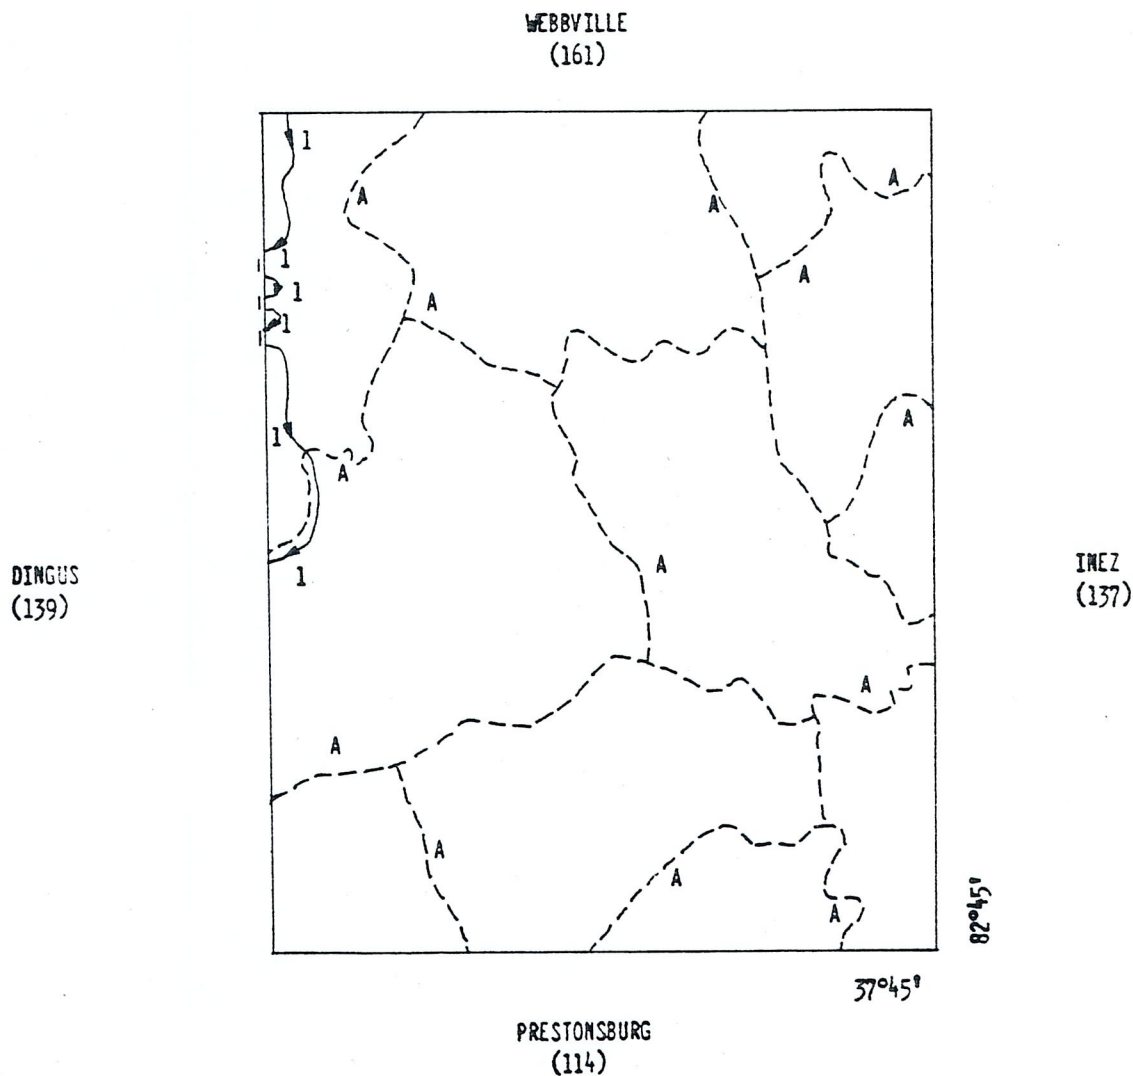 WEBBVILLE
(161)
1
A
A
A
A
1
1
A
1
A
1
A
A
DINGUS
(139)
1
A
INEZ
(137)
A
A
A
A
A
82°45'
37°45'
PRESTONSBURG
(114)